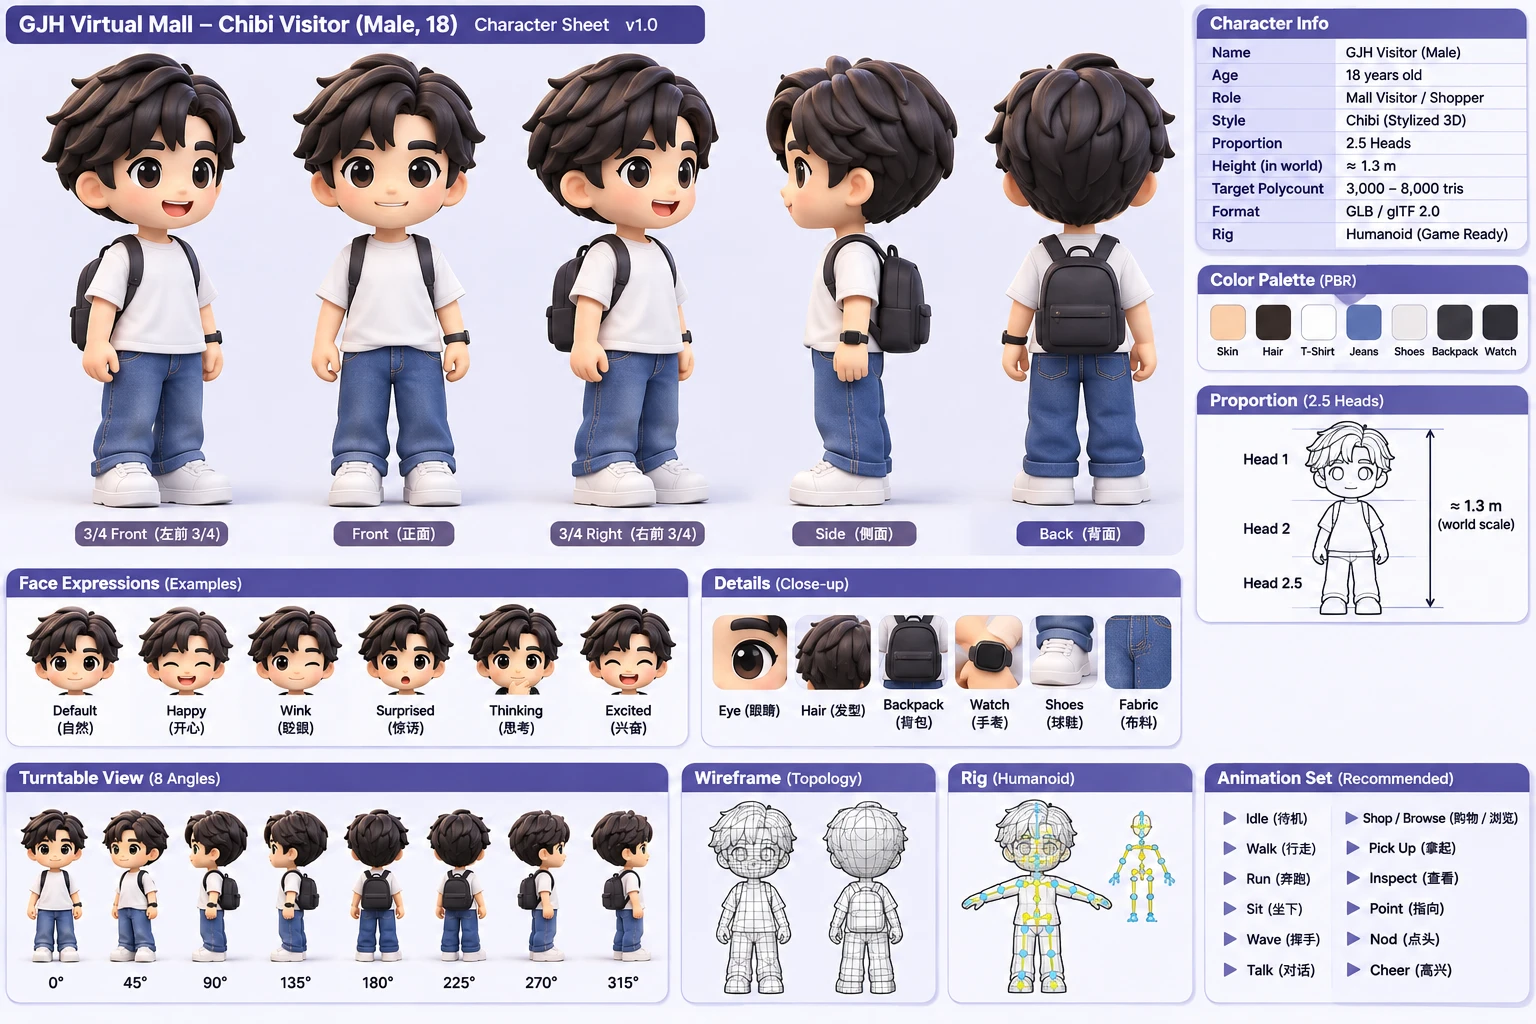 GJH Virtual Mall – Chibi Visitor (Male, 18) Character Sheet v1.0
3/4 Front (左前 3/4)
Front (正面)
3/4 Right (右前 3/4)
Side (侧面)
Back (背面)
Character Info
Name GJH Visitor (Male)
Age 18 years old
Role Mall Visitor / Shopper
Style Chibi (Stylized 3D)
Proportion 2.5 Heads
Height (in world) ≈ 1.3 m
Target Polycount 3,000 – 8,000 tris
Format GLB / glTF 2.0
Rig Humanoid (Game Ready)
Color Palette (PBR)
Skin Hair T-Shirt Jeans Shoes Backpack Watch
Proportion (2.5 Heads)
Head 1
Head 2
Head 2.5
≈ 1.3 m
(world scale)
Face Expressions (Examples)
Default
(自然)
Happy
(开心)
Wink
(眨眼)
Surprised
(惊讶)
Thinking
(思考)
Excited
(兴奋)
Details (Close-up)
Eye (眼睛)
Hair (发型)
Backpack
(背包)
Watch
(手)
Shoes
(球鞋)
Fabric
(布料)
Turntable View (8 Angles)
0° 45° 90° 135° 180° 225° 270° 315°
Wireframe (Topology)
Rig (Humanoid)
Animation Set (Recommended)
Idle (待机)
Walk (行走)
Run (奔跑)
Sit (坐下)
Wave (挥手)
Talk (对话)
Shop / Browse (购物 / 浏览)
Pick Up (拿起)
Inspect (查看)
Point (指向)
Nod (点头)
Cheer (高兴)